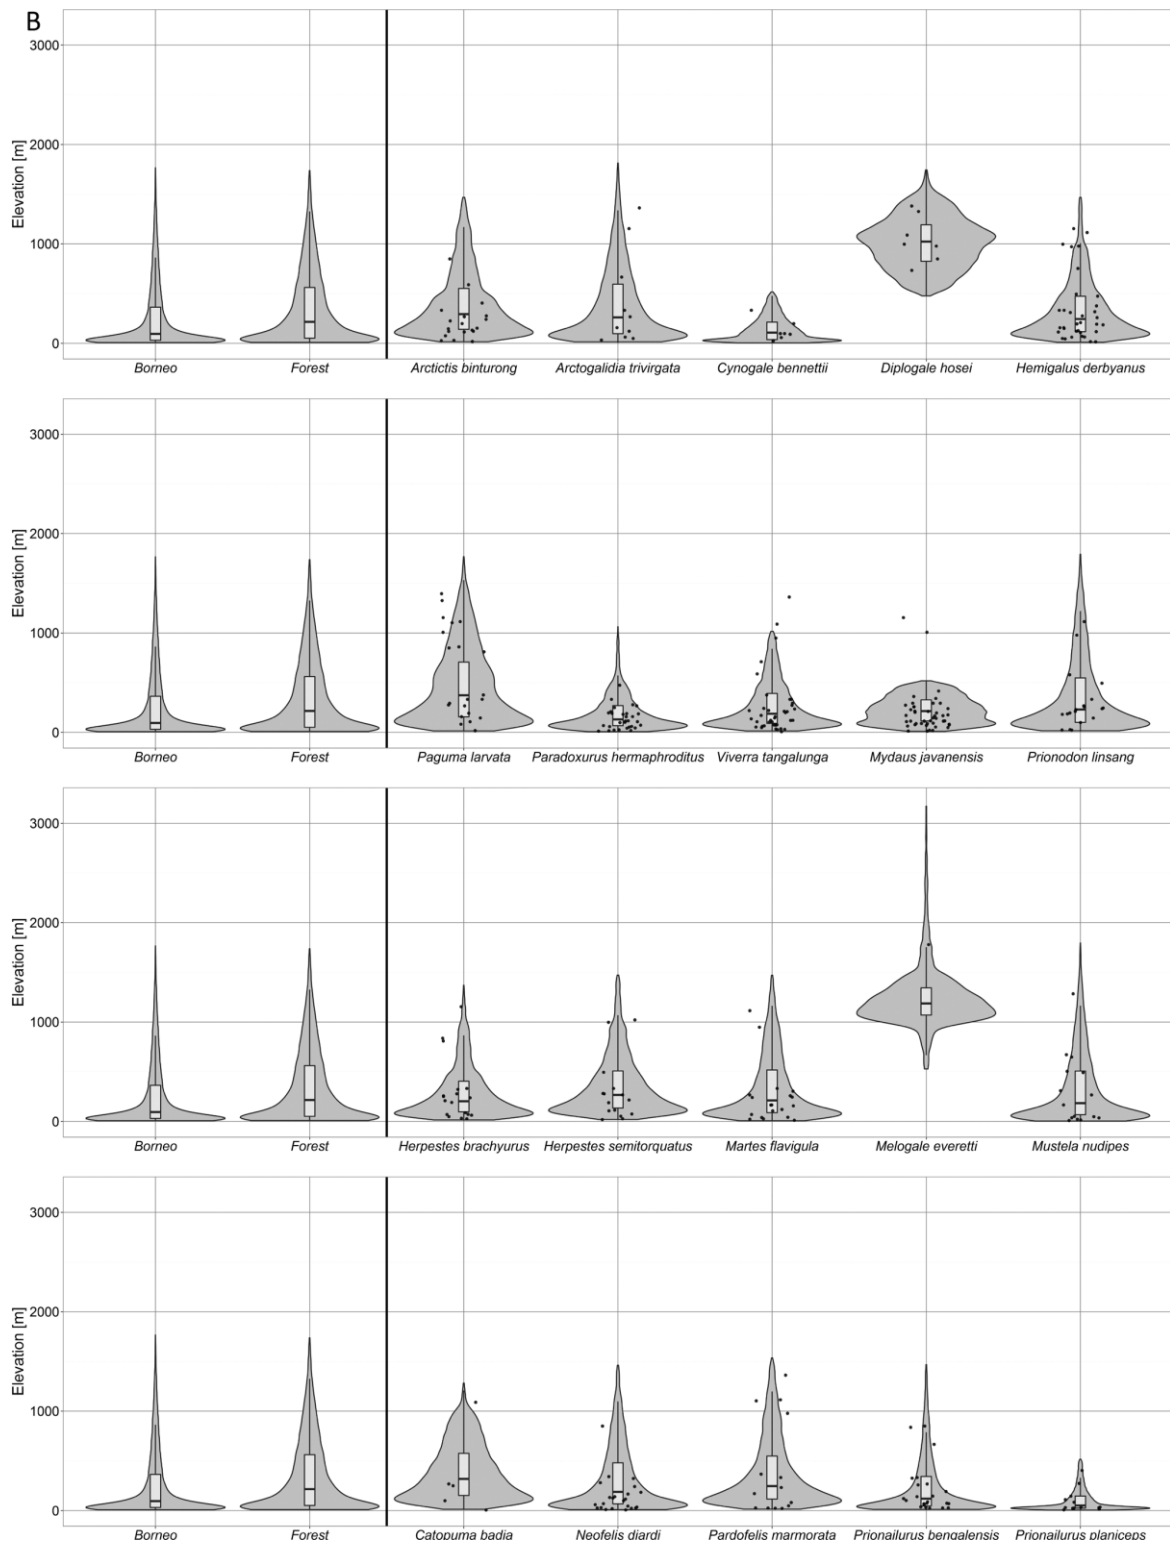 B
Elevation [m]
3000
2000
1000
0
Borneo Forest Arctictis binturong Arctogalidia trivirgata Cynogale bennettii Diplogale hosei Hemigalus derbyanus
Elevation [m]
3000
2000
1000
0
Borneo Forest Paguma larvata Paradoxurus hermaphroditus Viverra tangalunga Mydaus javanensis Prionodon linsang
Elevation [m]
3000
2000
1000
0
Borneo Forest Herpestes brachyurus Herpestes semitorquatus Martes flavigula Melogale everetti Mustela nudipes
Elevation [m]
3000
2000
1000
0
Borneo Forest Catopuma badia Neofelis diardi Pardofelis marmorata Prionailurus bengalensis Prionailurus planiceps